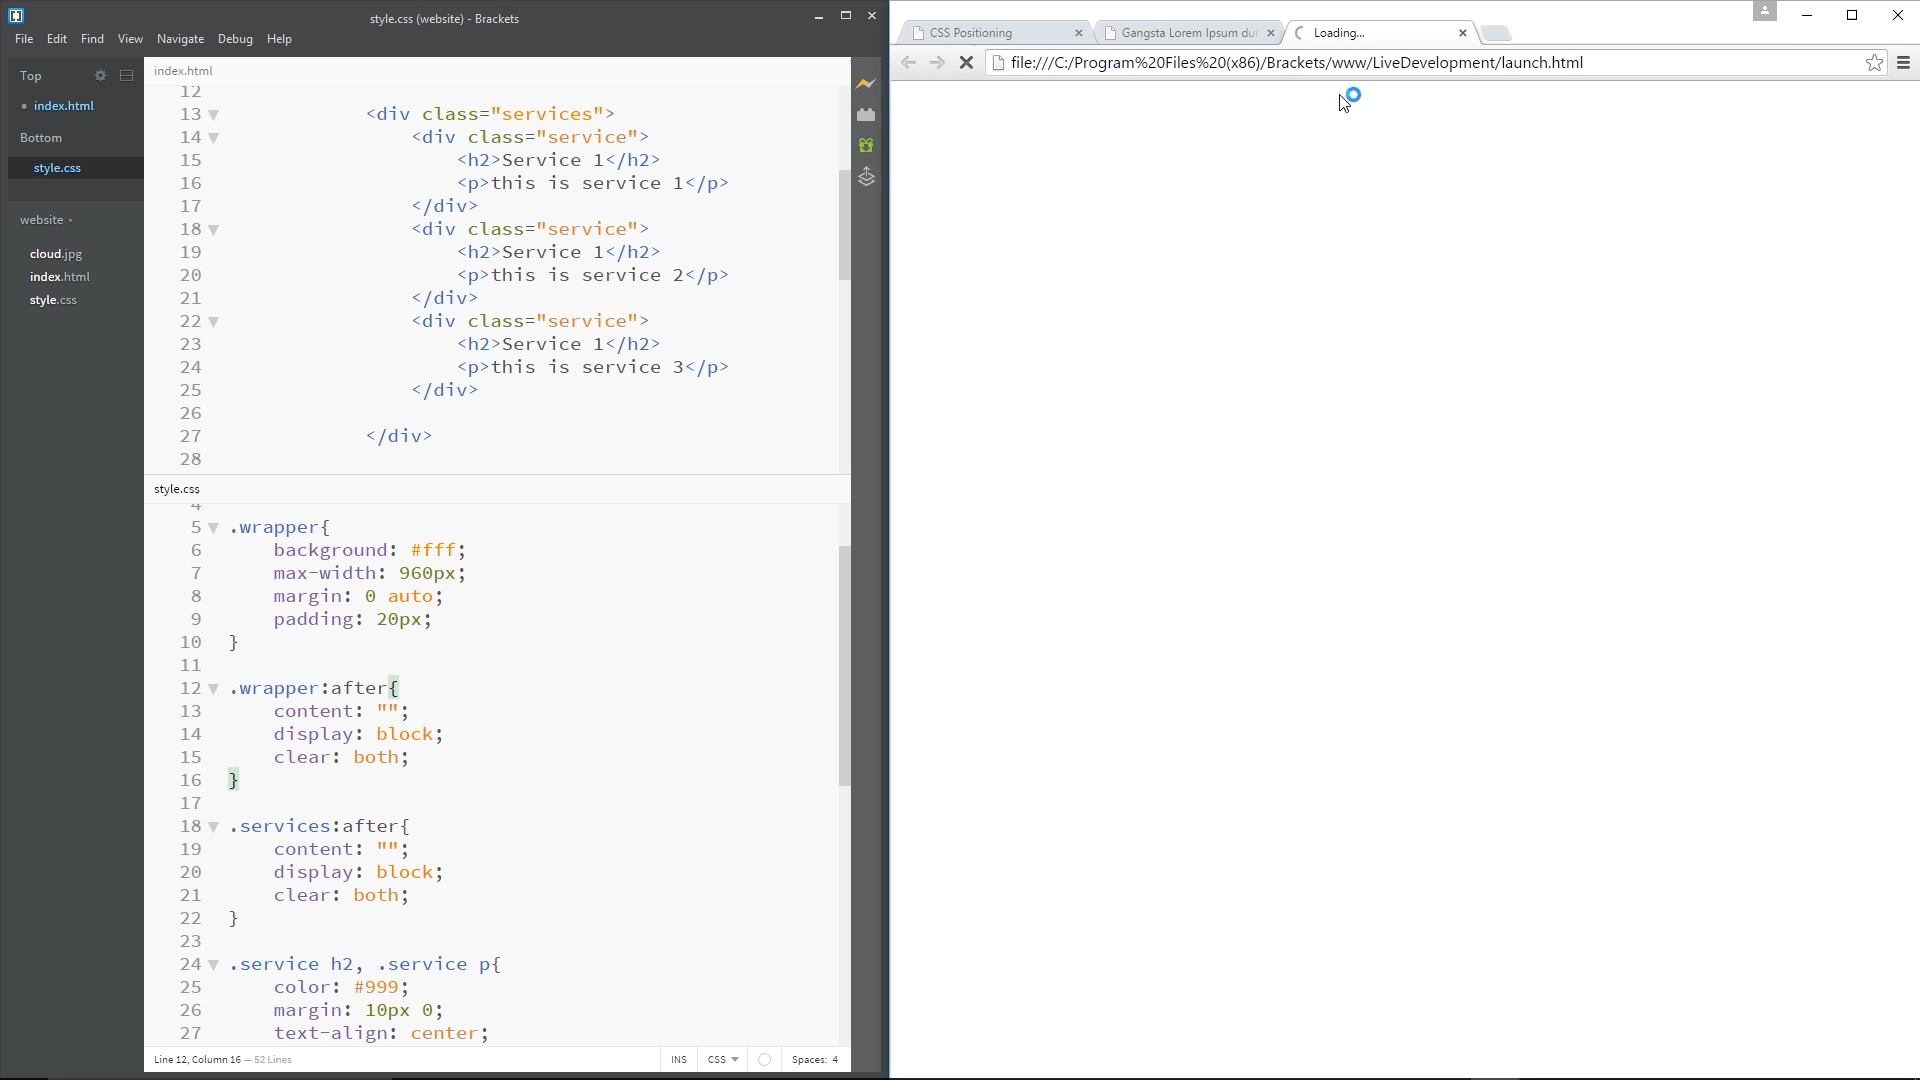 style.css (website) - Brackets
File Edit Find View Navigate Debug Help
Top
index.html
Bottom
style.css
website
cloud.jpg
index.html
style.css
index.html
12
13 <div class="services">
14 <div class="service">
15 <h2>Service 1</h2>
16 <p>this is service 1</p>
17 </div>
18 <div class="service">
19 <h2>Service 1</h2>
20 <p>this is service 2</p>
21 </div>
22 <div class="service">
23 <h2>Service 1</h2>
24 <p>this is service 3</p>
25 </div>
26
27 </div>
28
style.css
4
5 .wrapper{
6 background: #fff;
7 max-width: 960px;
8 margin: 0 auto;
9 padding: 20px;
10 }
11
12 .wrapper:after{
13 content: "";
14 display: block;
15 clear: both;
16 }
17
18 .services:after{
19 content: "";
20 display: block;
21 clear: both;
22 }
23
24 .service h2, .service p{
25 color: #999;
26 margin: 10px 0;
27 text-align: center;
Line 12, Column 16 — 52 Lines
INS CSS Spaces: 4
CSS Positioning
Gangsta Lorem Ipsum du
Loading...
file:///C:/Program%20Files%20(x86)/Brackets/www/LiveDevelopment/launch.html